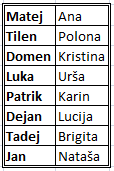 Matej Ana
Tilen Polona
Domen Kristina
Luka Urša
Patrik Karin
Dejan Lucija
Tadej Brigita
Jan Nataša